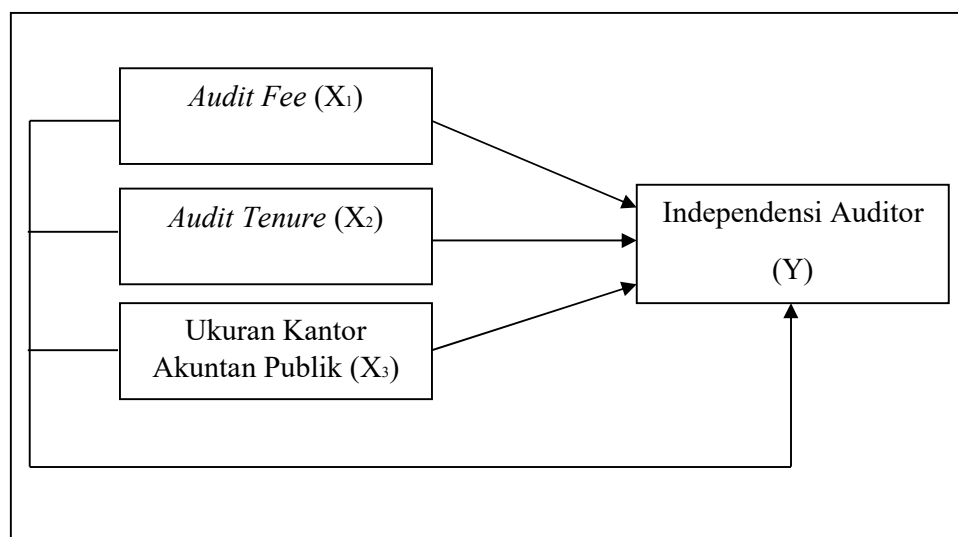 Audit Fee (X₁)
Audit Tenure (X₂)
Ukuran Kantor
Akuntan Publik (X₃)
Independensi Auditor
(Y)